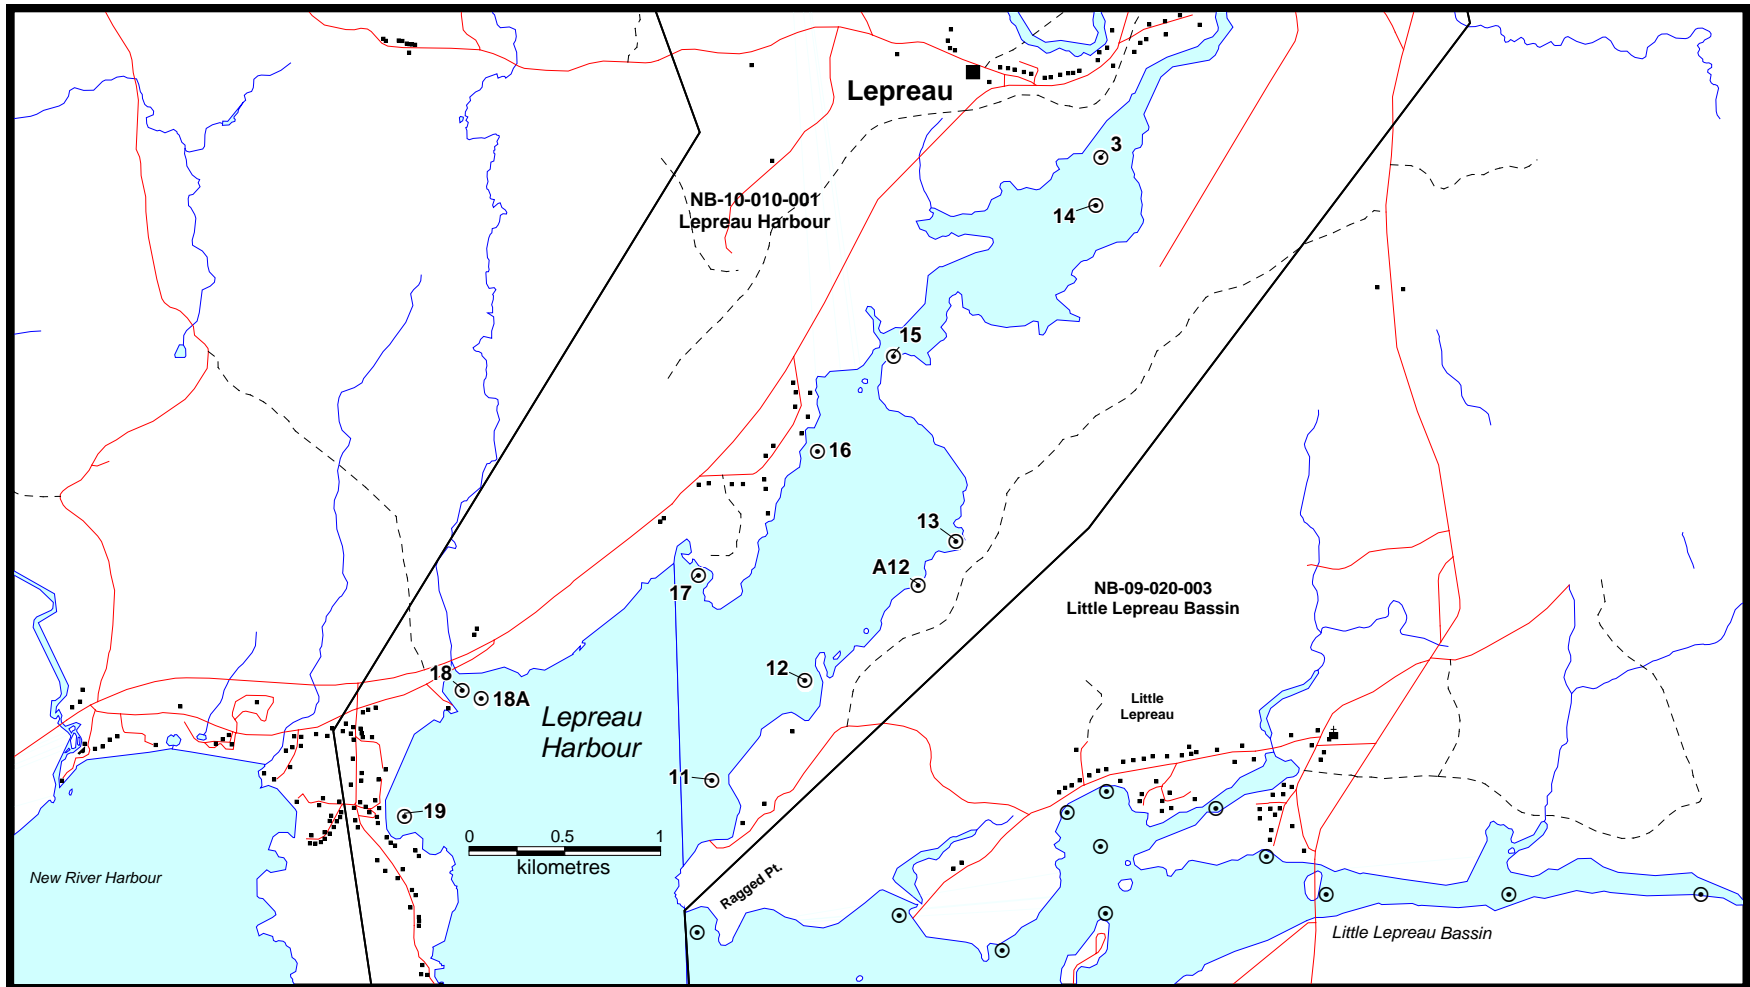 Lepreau
3
NB-10-010-001
Lepreau Harbour
14
15
16
13
A12
17
NB-09-020-003
Little Lepreau Bassin
12
18
18A
Little
Lepreau
Lepreau
Harbour
11
19
0 0.5 1
kilometres
New River Harbour
Ragged Pt.
Little Lepreau Bassin